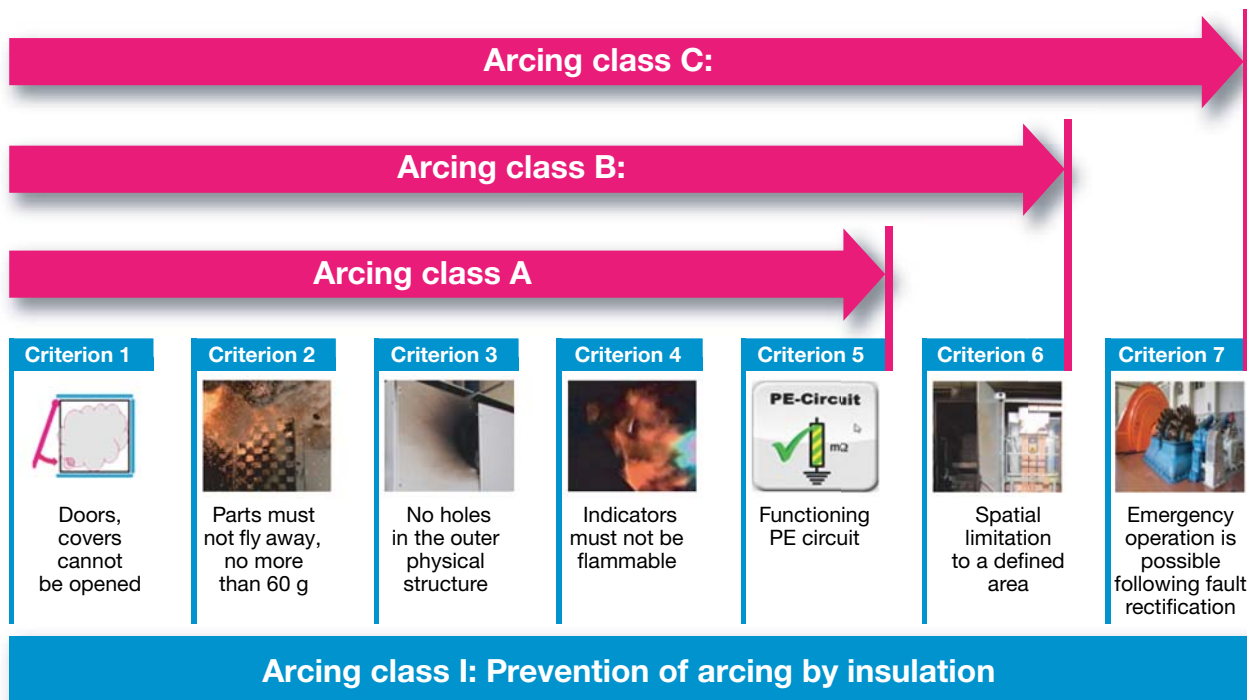 Arcing class C:
Arcing class B:
Arcing class A
Criterion 1
Doors,
covers
cannot
be opened
Criterion 2
Parts must
not fly away,
no more
than 60 g
Criterion 3
No holes
in the outer
physical
structure
Criterion 4
Indicators
must not be
flammable
Criterion 5
PE-Circuit
mΩ
Functioning
PE circuit
Criterion 6
Spatial
limitation
to a defined
area
Criterion 7
Emergency
operation is
possible
following fault
rectification
Arcing class I: Prevention of arcing by insulation